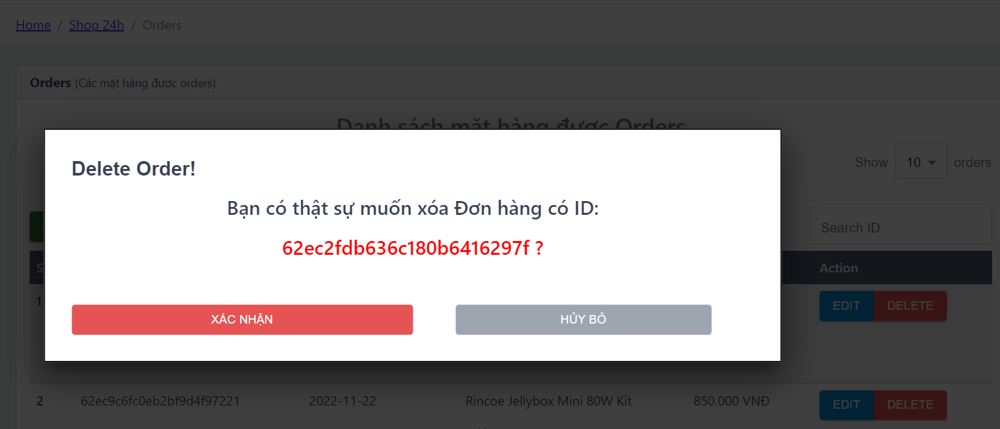 Home / Shop 24h / Orders
Orders (Các mặt hàng được orders)
Danh sách mặt hàng được Orders
Show 10 orders
Search ID
Delete Order!
Bạn có thật sự muốn xóa Đơn hàng có ID:
62ec2fdb636c180b6416297f ?
XÁC NHẬN HỦY BỎ
S Action
1 EDIT DELETE
2 62ec9c6fc0eb2bf9d4f97221 2022-11-22 Rincoe Jellybox Mini 80W Kit 850.000 VNĐ EDIT DELETE